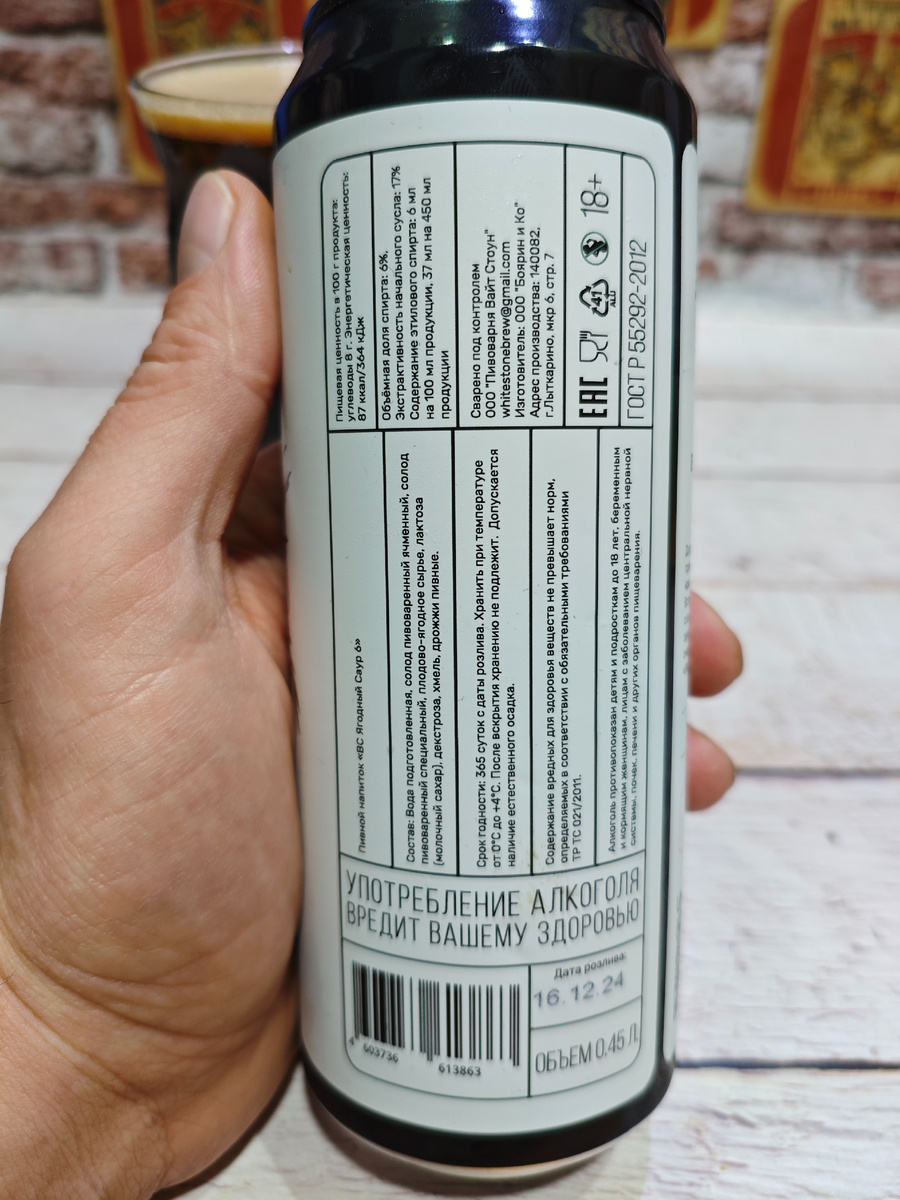 Пищевая ценность в 100 г продукта:
углеводы 8 г. Энергетическая ценность:
87 ккал/364 кДж
Объёмная доля спирта: 6%,
Экстрактивность начального сусла: 17%
Содержание этилового спирта: 6 мл
на 100 мл продукции, 37 мл на 450 мл
продукции
Сварено под контролем
ООО "Пивоварня Вайт Стоун"
whitestonebrew@gmail.com
Изготовитель: ООО "Боярин и Ко"
Адрес производства: 140082,
г.Лыткарино, мкр 6, стр. 7
EAC 41 ALU 18+
ГОСТ Р 55292-2012
Пивной напиток «ВС Ягодный Саур 6»
Состав: Вода подготовленная, солод пивоваренный ячменный, солод
пивоваренный специальный, плодово-ягодное сырье, лактоза
(молочный сахар), декстроза, хмель, дрожжи пивные.
Срок годности: 365 суток с даты розлива. Хранить при температуре
от 0°С до +4°С. После вскрытия хранению не подлежит. Допускается
наличие естественного осадка.
Содержание вредных для здоровья веществ не превышает норм,
определяемых в соответствии с обязательными требованиями
ТР ТС 021/2011.
Алкоголь противопоказан детям и подросткам до 18 лет, беременным
и кормящим женщинам, лицам с заболеванием центральной нервной
системы, почек, печени и других органов пищеварения.
УПОТРЕБЛЕНИЕ АЛКОГОЛЯ
ВРЕДИТ ВАШЕМУ ЗДОРОВЬЮ
4 603736 613863
Дата розлива:
16.12.24
ОБЪЕМ 0.45 Л.